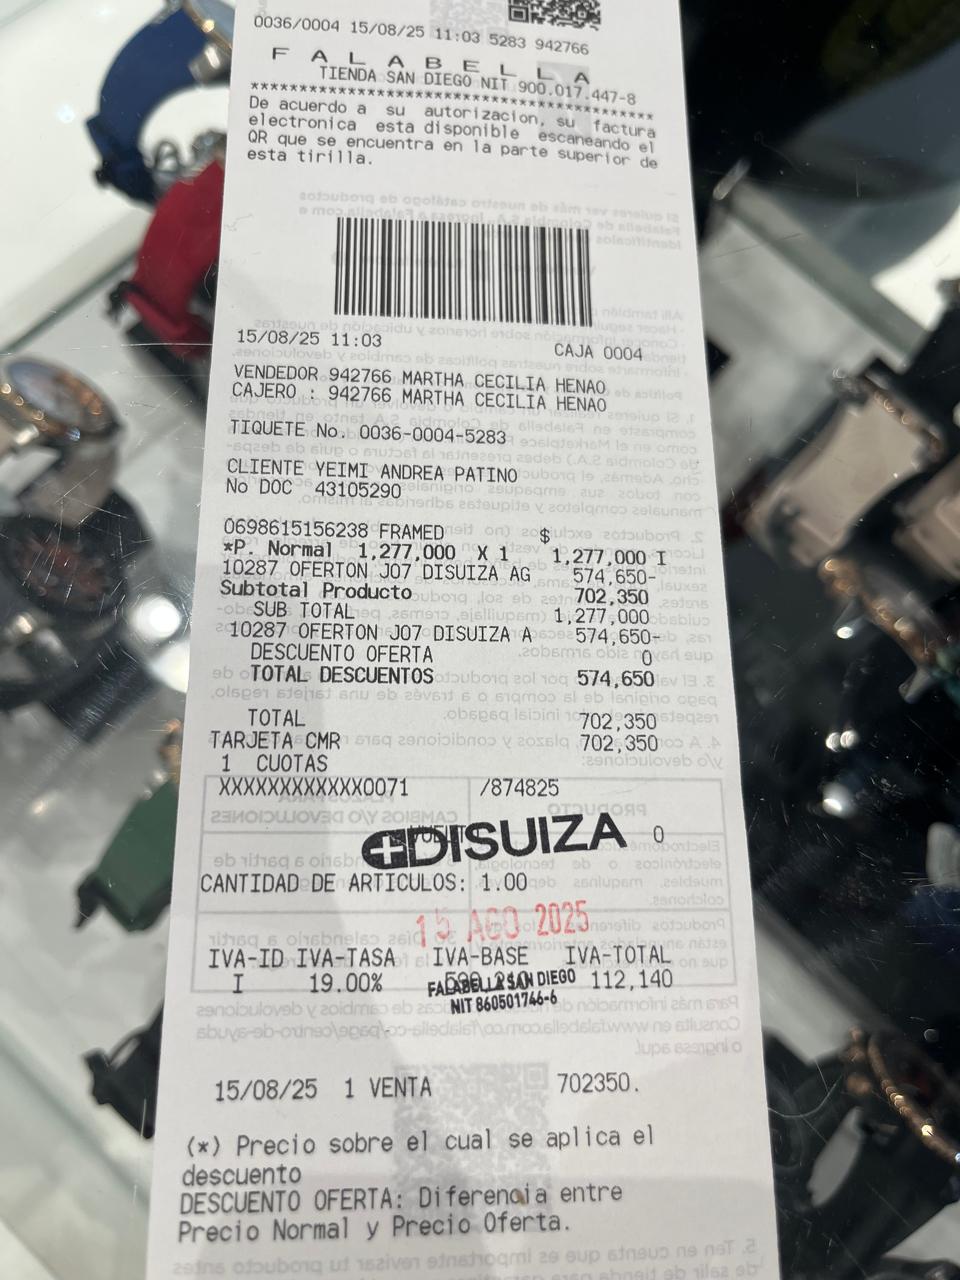 0036/0004 15/08/25 11:03 5283 942766
F A L A B E L L A
TIENDA SAN DIEGO NIT 900.017.447-8
****************************************
De acuerdo a su autorizacion, su factura
electronica esta disponible escaneando el
QR que se encuentra en la parte superior de
esta tirilla.
15/08/25 11:03 CAJA 0004
VENDEDOR 942766 MARTHA CECILIA HENAO
CAJERO : 942766 MARTHA CECILIA HENAO
TIQUETE No. 0036-0004-5283
CLIENTE YEIMI ANDREA PATINO
No DOC 43105290
0698615156238 FRAMED $
*P. Normal 1,277,000 X 1 1,277,000 I
10287 OFERTON J07 DISUIZA AG 574,650-
Subtotal Producto 702,350
SUB TOTAL 1,277,000
10287 OFERTON J07 DISUIZA A 574,650-
DESCUENTO OFERTA 0
TOTAL DESCUENTOS 574,650
TOTAL 702,350
TARJETA CMR 702,350
1 CUOTAS
XXXXXXXXXXXX0071 /874825
DISUIZA 0
CANTIDAD DE ARTICULOS: 1.00
15 AGO 2025
IVA-ID IVA-TASA IVA-BASE IVA-TOTAL
I 19.00% 112,140
FALABELLA SAN DIEGO
NIT 860501746-6
15/08/25 1 VENTA 702350.
(*) Precio sobre el cual se aplica el
descuento
DESCUENTO OFERTA: Diferencia entre
Precio Normal y Precio Oferta.